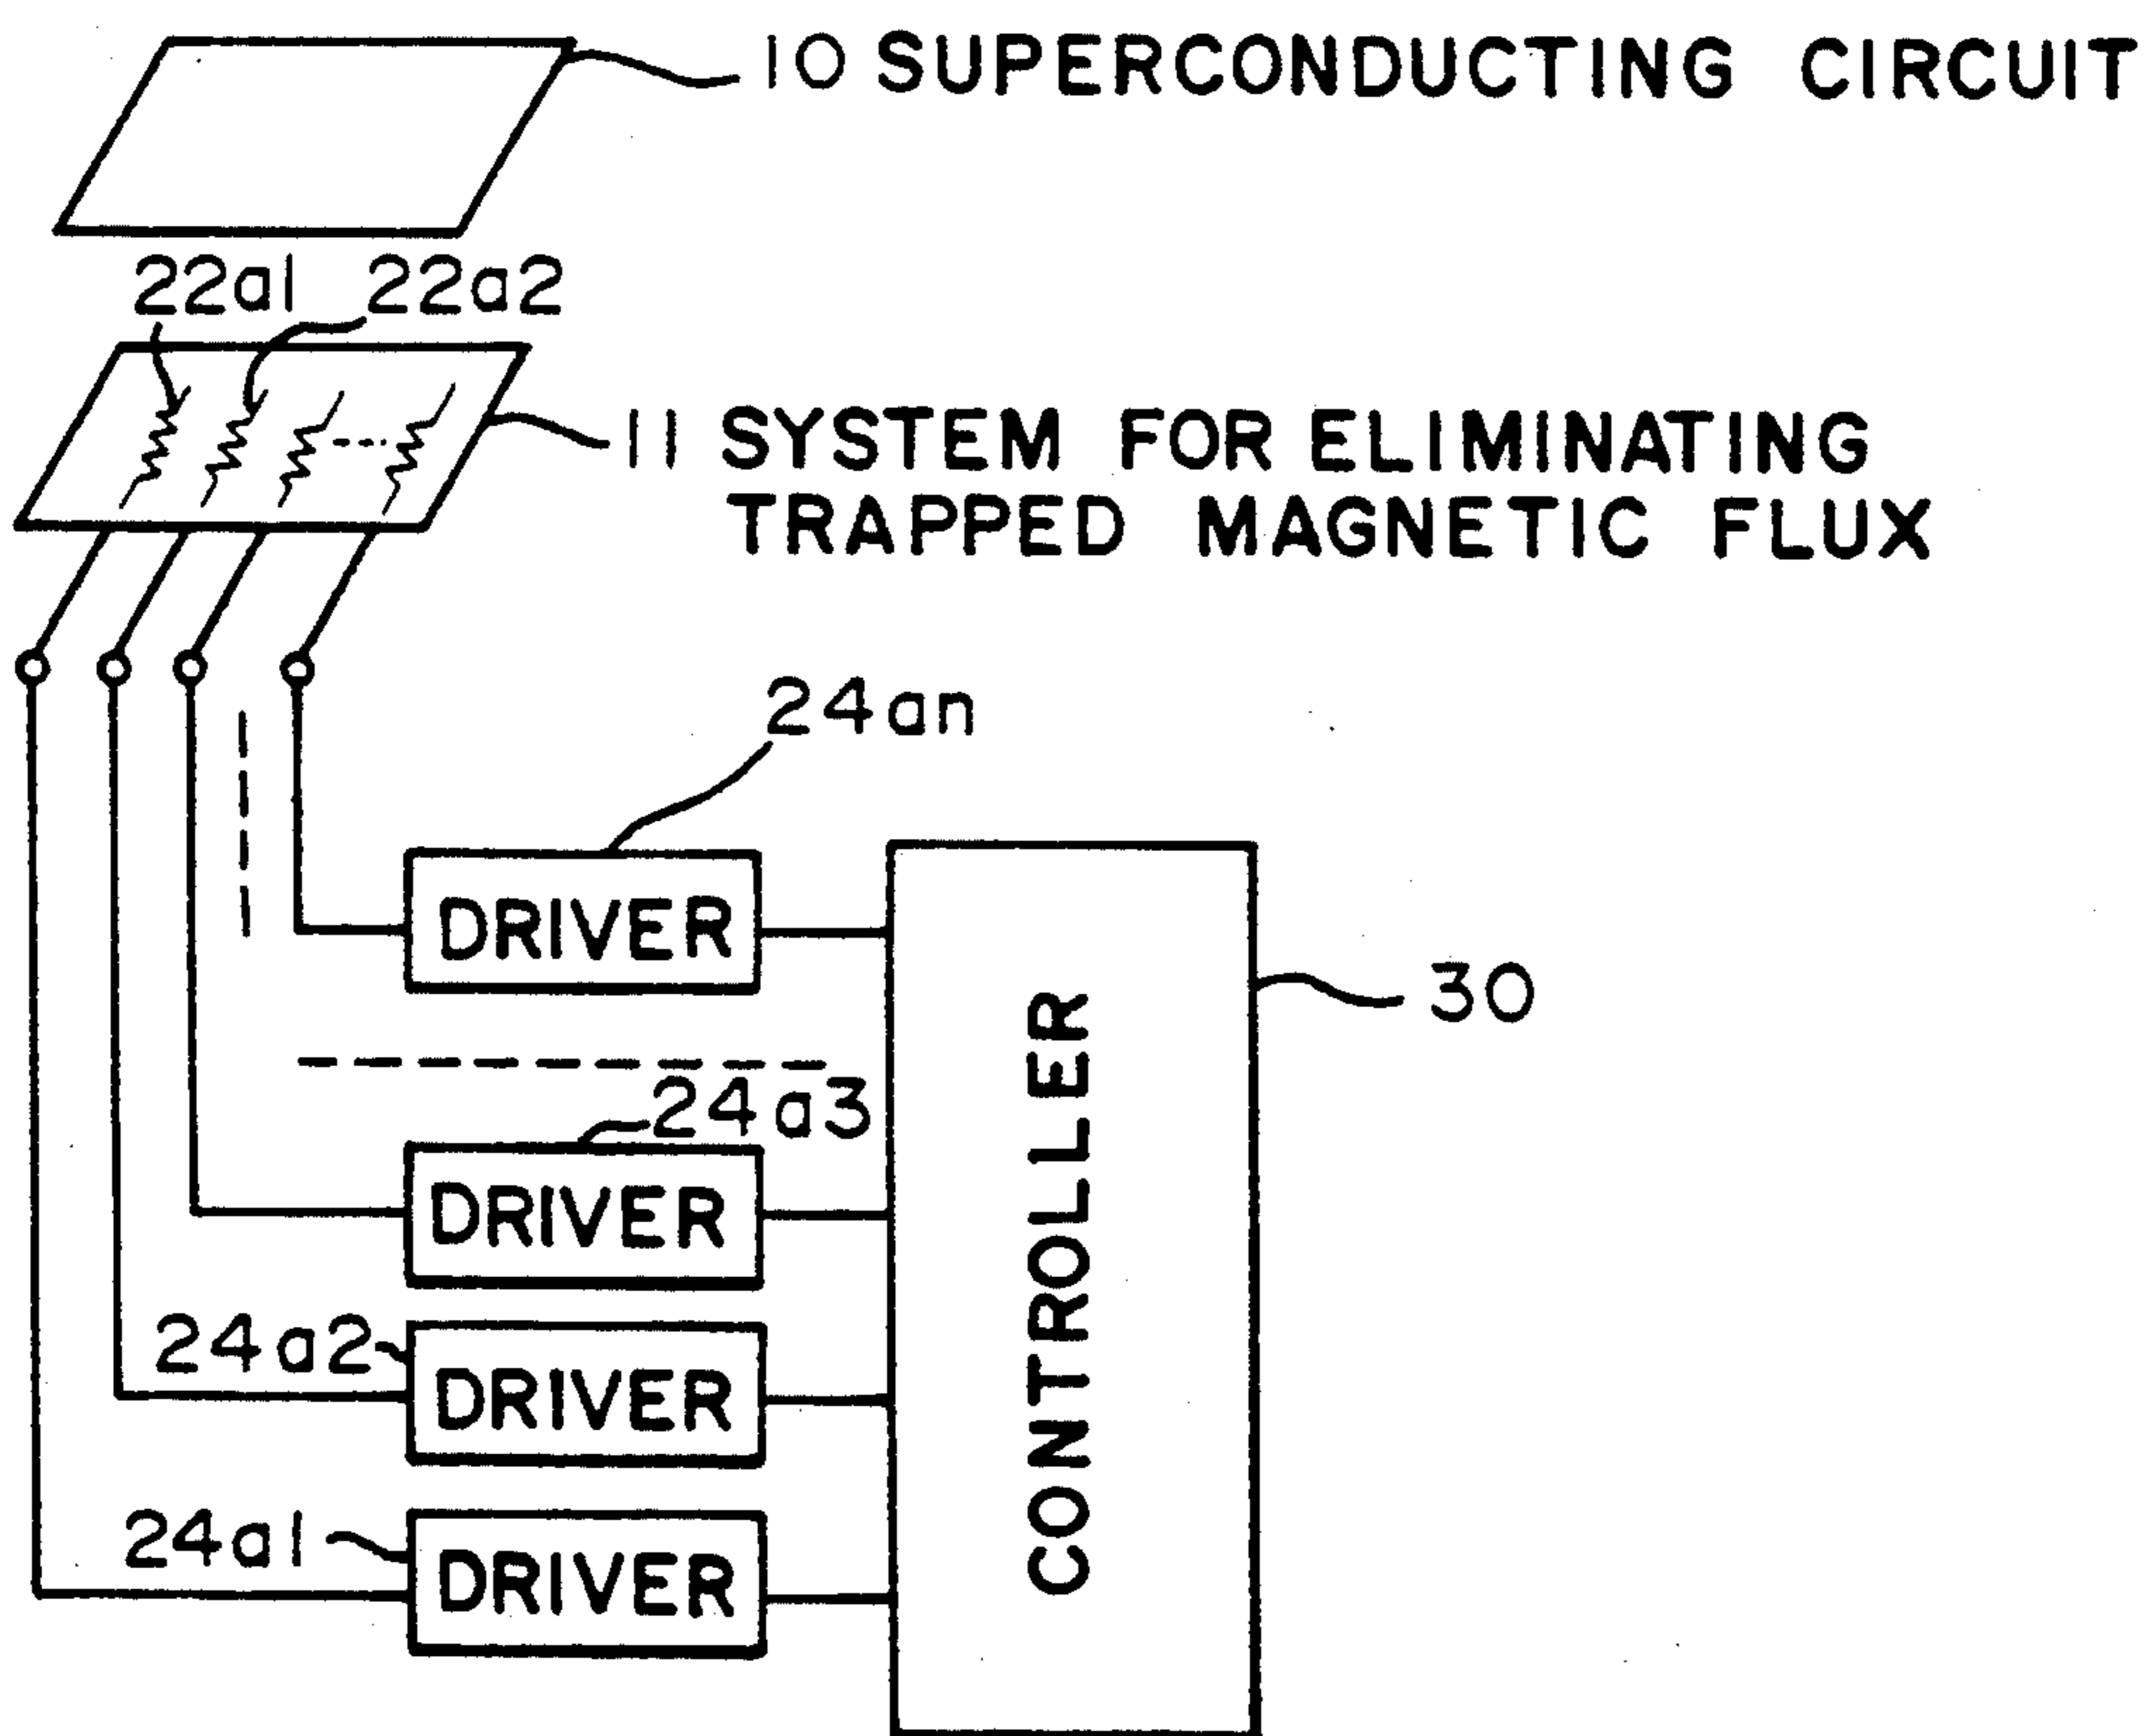 10 SUPERCONDUCTING CIRCUIT
22a1 22a2
11 SYSTEM FOR ELIMINATING
TRAPPED MAGNETIC FLUX
24an
DRIVER
30
CONTROLLER
24a3
DRIVER
24a2
DRIVER
24a1
DRIVER